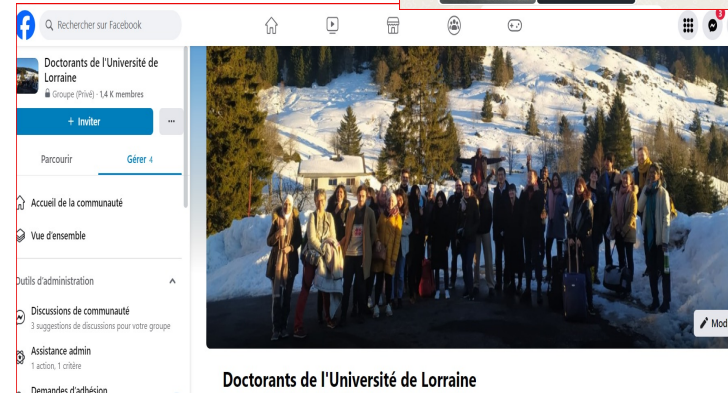 Rechercher sur Facebook
3
Doctorants de l'Université de
Lorraine
Groupe (Privé) · 1,4 K membres
+ Inviter
...
Parcourir
Gérer 4
Accueil de la communauté
Vue d'ensemble
Outils d'administration
Discussions de communauté
3 suggestions de discussions pour votre groupe
Assistance admin
1 action, 1 critère
Demandes d'adhésion
Mod
Doctorants de l'Université de Lorraine